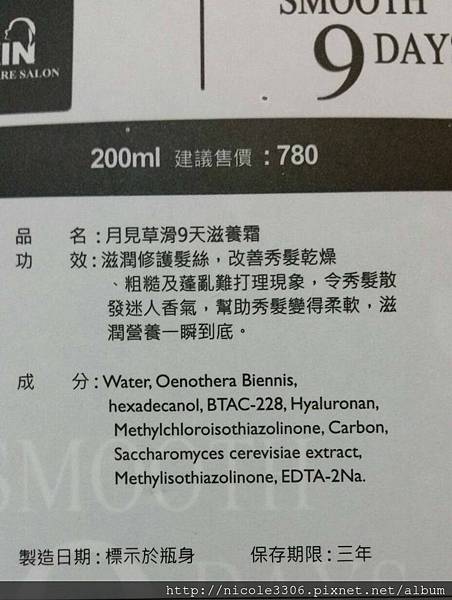 SMOOTH
IN
RE SALON
9 DAYS
200ml 建議售價：780
品 名：月見草滑9天滋養霜
功 效：滋潤修護髮絲，改善秀髮乾燥
、粗糙及蓬亂難打理現象，令秀髮散
發迷人香氣，幫助秀髮變得柔軟，滋
潤營養一瞬到底。
成 分：Water, Oenothera Biennis,
hexadecanol, BTAC-228, Hyaluronan,
Methylchloroisothiazolinone, Carbon,
Saccharomyces cerevisiae extract,
Methylisothiazolinone, EDTA-2Na.
SMOOTH
製造日期：標示於瓶身 保存期限：三年
http://nicole3306.pixnet.net/album